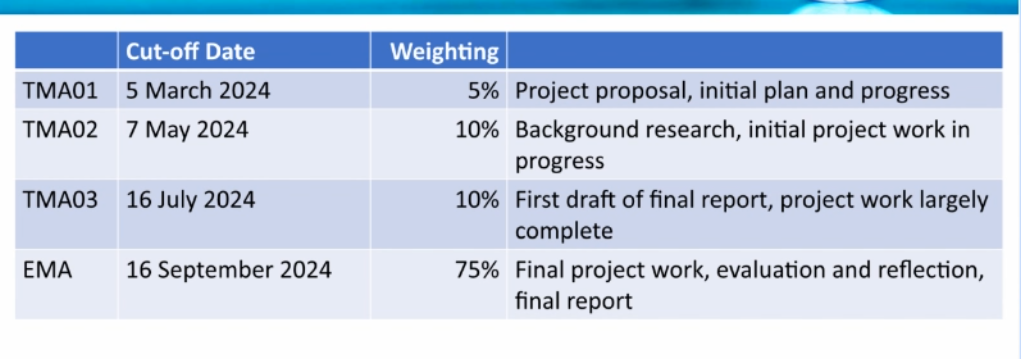 Cut-off Date Weighting
TMA01 5 March 2024 5% Project proposal, initial plan and progress
TMA02 7 May 2024 10% Background research, initial project work in
progress
TMA03 16 July 2024 10% First draft of final report, project work largely
complete
EMA 16 September 2024 75% Final project work, evaluation and reflection,
final report